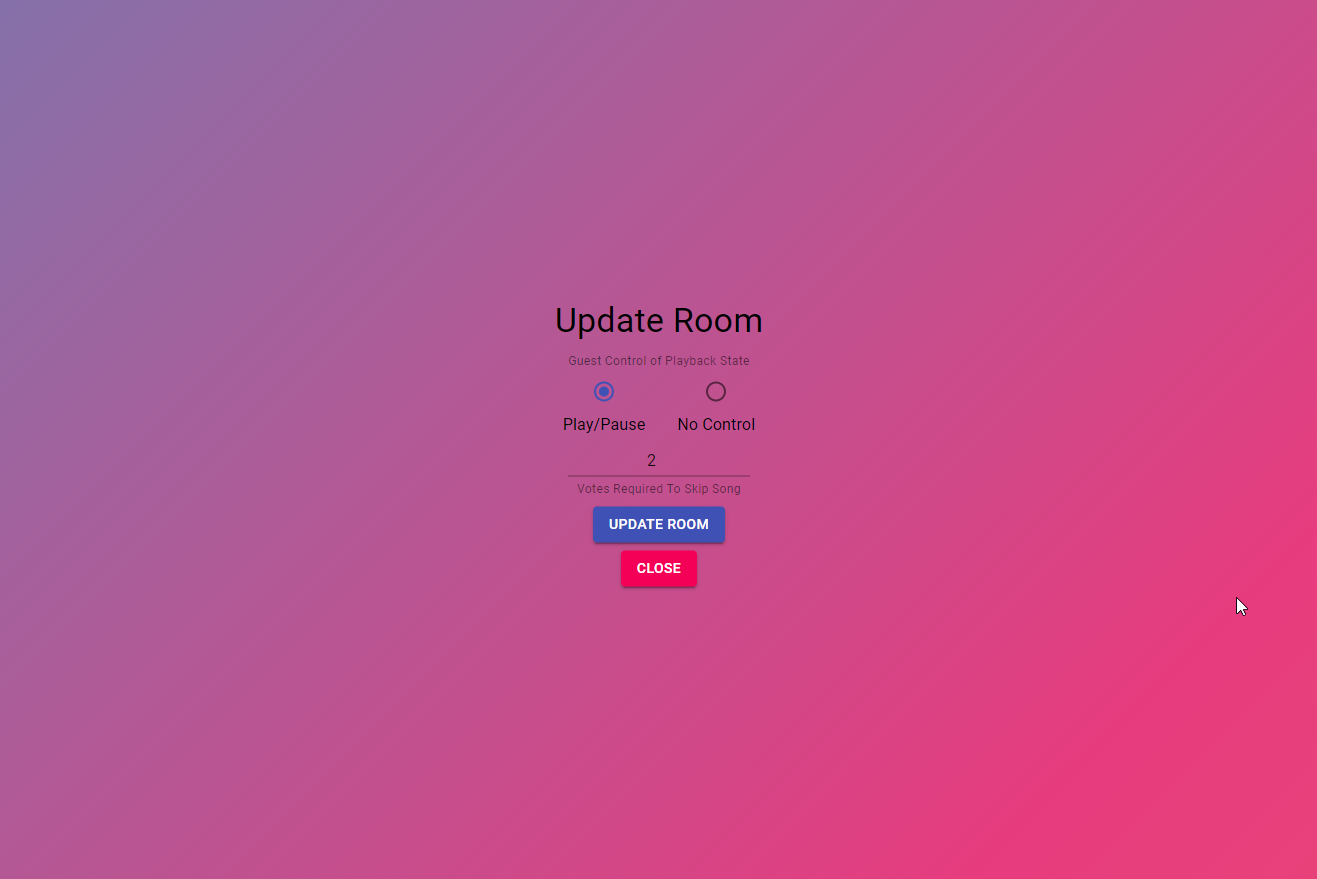 Update Room
Guest Control of Playback State
Play/Pause No Control
2
Votes Required To Skip Song
UPDATE ROOM
CLOSE